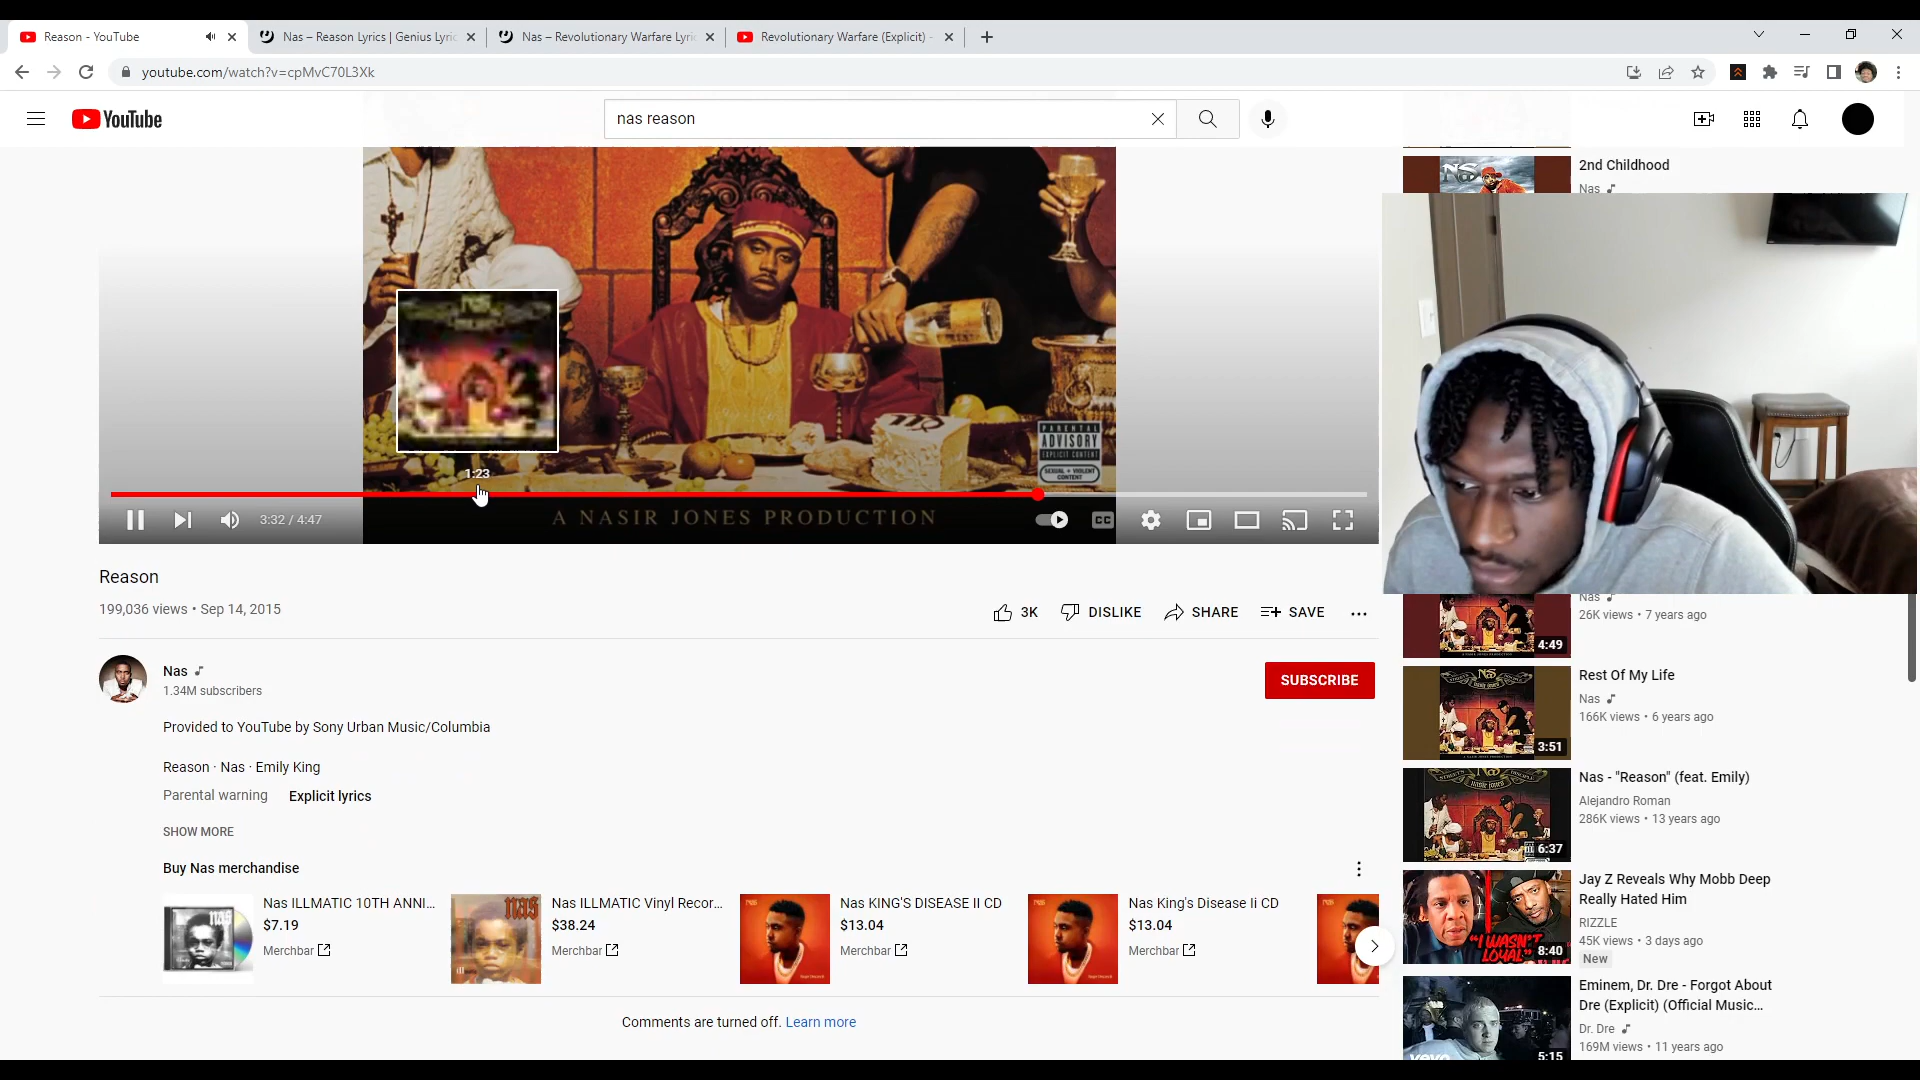 Reason - YouTube
Nas – Reason Lyrics | Genius Lyric
Nas – Revolutionary Warfare Lyri
Revolutionary Warfare (Explicit) -
youtube.com/watch?v=cpMvC70L3Xk
YouTube
nas reason
2nd Childhood
Nas
PARENTAL
ADVISORY
EXPLICIT CONTENT
1:23
3:32 / 4:47
A NASIR JONES PRODUCTION
CC
Reason
199,036 views • Sep 14, 2015
3K
DISLIKE
SHARE
SAVE
Nas
1.34M subscribers
SUBSCRIBE
Provided to YouTube by Sony Urban Music/Columbia
Reason · Nas · Emily King
Parental warning
Explicit lyrics
SHOW MORE
Buy Nas merchandise
Nas ILLMATIC 10TH ANNI...
$7.19
Merchbar
Nas ILLMATIC Vinyl Recor...
$38.24
Merchbar
Nas KING'S DISEASE II CD
$13.04
Merchbar
Nas King's Disease Ii CD
$13.04
Merchbar
Comments are turned off. Learn more
Nas
26K views • 7 years ago
4:49
Rest Of My Life
Nas
166K views • 6 years ago
3:51
Nas - "Reason" (feat. Emily)
Alejandro Roman
286K views • 13 years ago
6:37
Jay Z Reveals Why Mobb Deep
Really Hated Him
RIZZLE
45K views • 3 days ago
New
"I WASN'T
LOYAL"
8:40
Eminem, Dr. Dre - Forgot About
Dre (Explicit) (Official Music...
Dr. Dre
169M views • 11 years ago
5:15